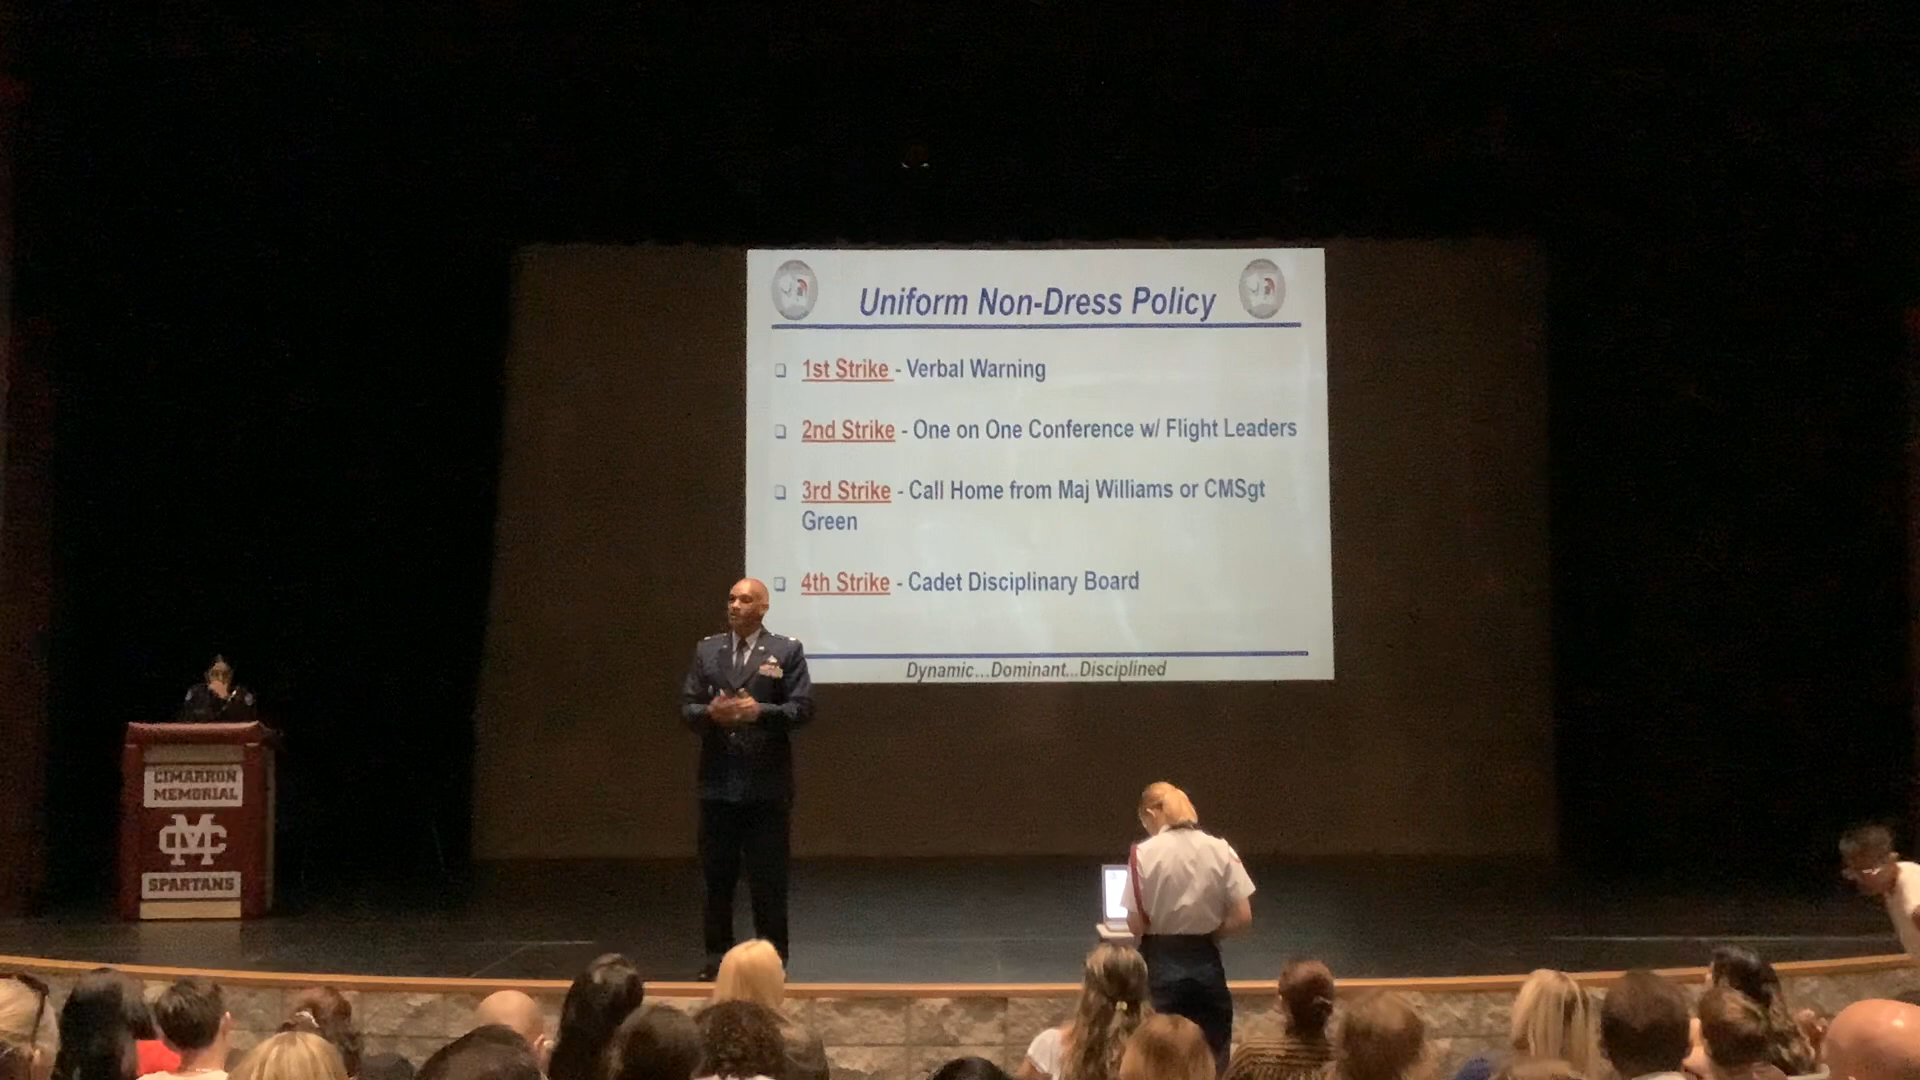 Uniform Non-Dress Policy
1st Strike - Verbal Warning
2nd Strike - One on One Conference w/ Flight Leaders
3rd Strike - Call Home from Maj Williams or CMSgt
Green
4th Strike - Cadet Disciplinary Board
Dynamic...Dominant...Disciplined
CIMARRON
MEMORIAL
CM
SPARTANS